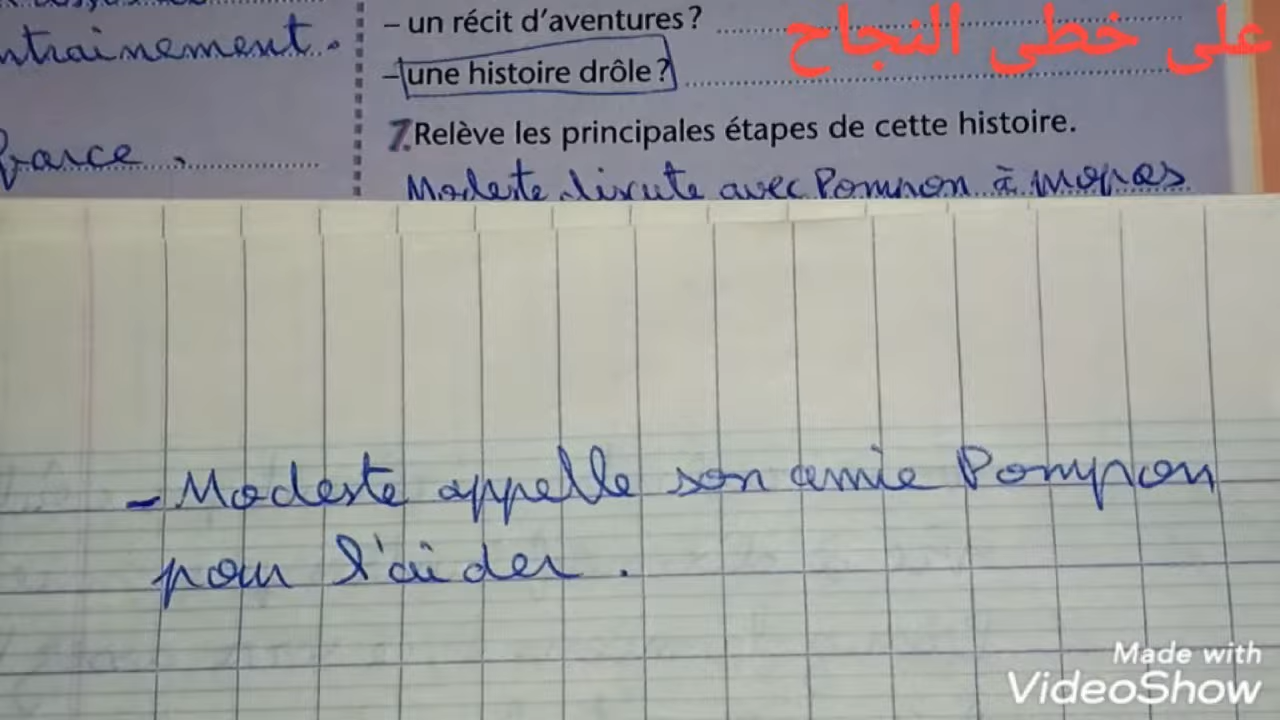 ntrainement.
farce.
– un récit d'aventures ? ........
على خطى النجاح
– une histoire drôle ? ........
7. Relève les principales étapes de cette histoire.
Modeste discute avec Pompon à
- Modeste appelle son amie Pompon
pour l'aider.
Made with
VideoShow